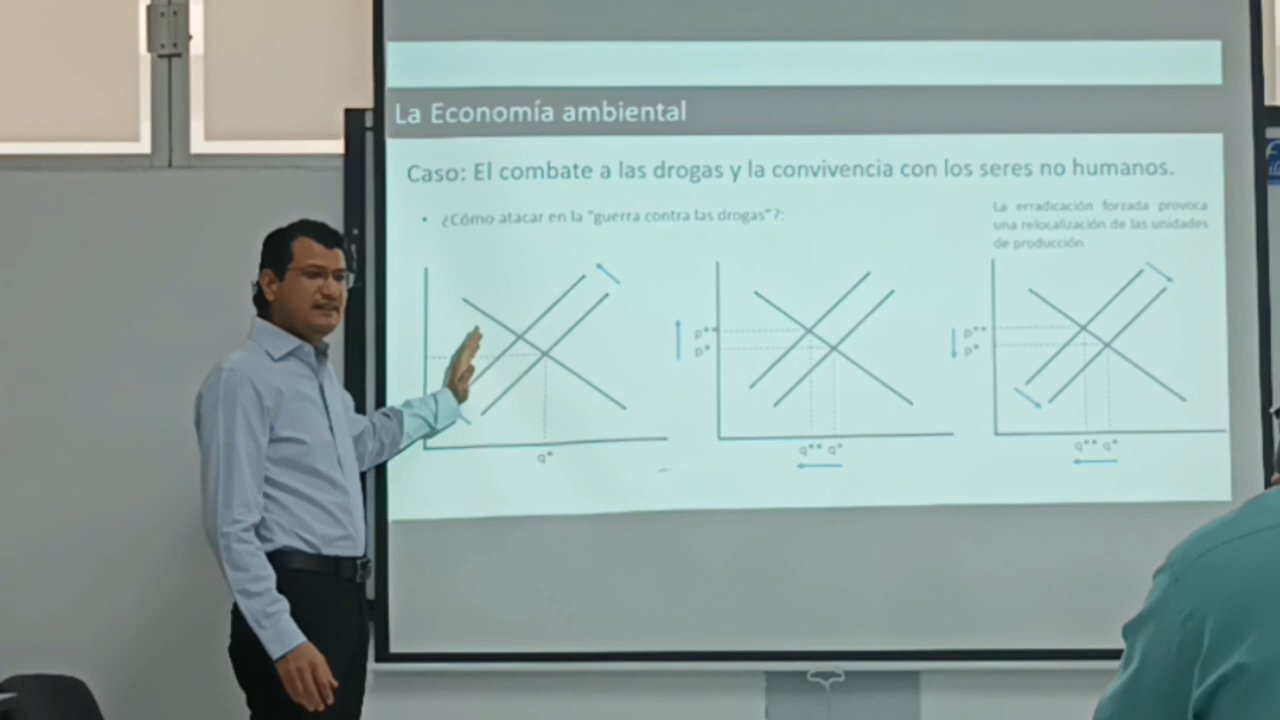 La Economía ambiental
Caso: El combate a las drogas y la convivencia con los seres no humanos.
• ¿Cómo atacar en la "guerra contra las drogas"?:
La erradicación forzada provoca
una relocalización de las unidades
de producción
q*
p**
p*
q** q*
p**
p*
q** q*